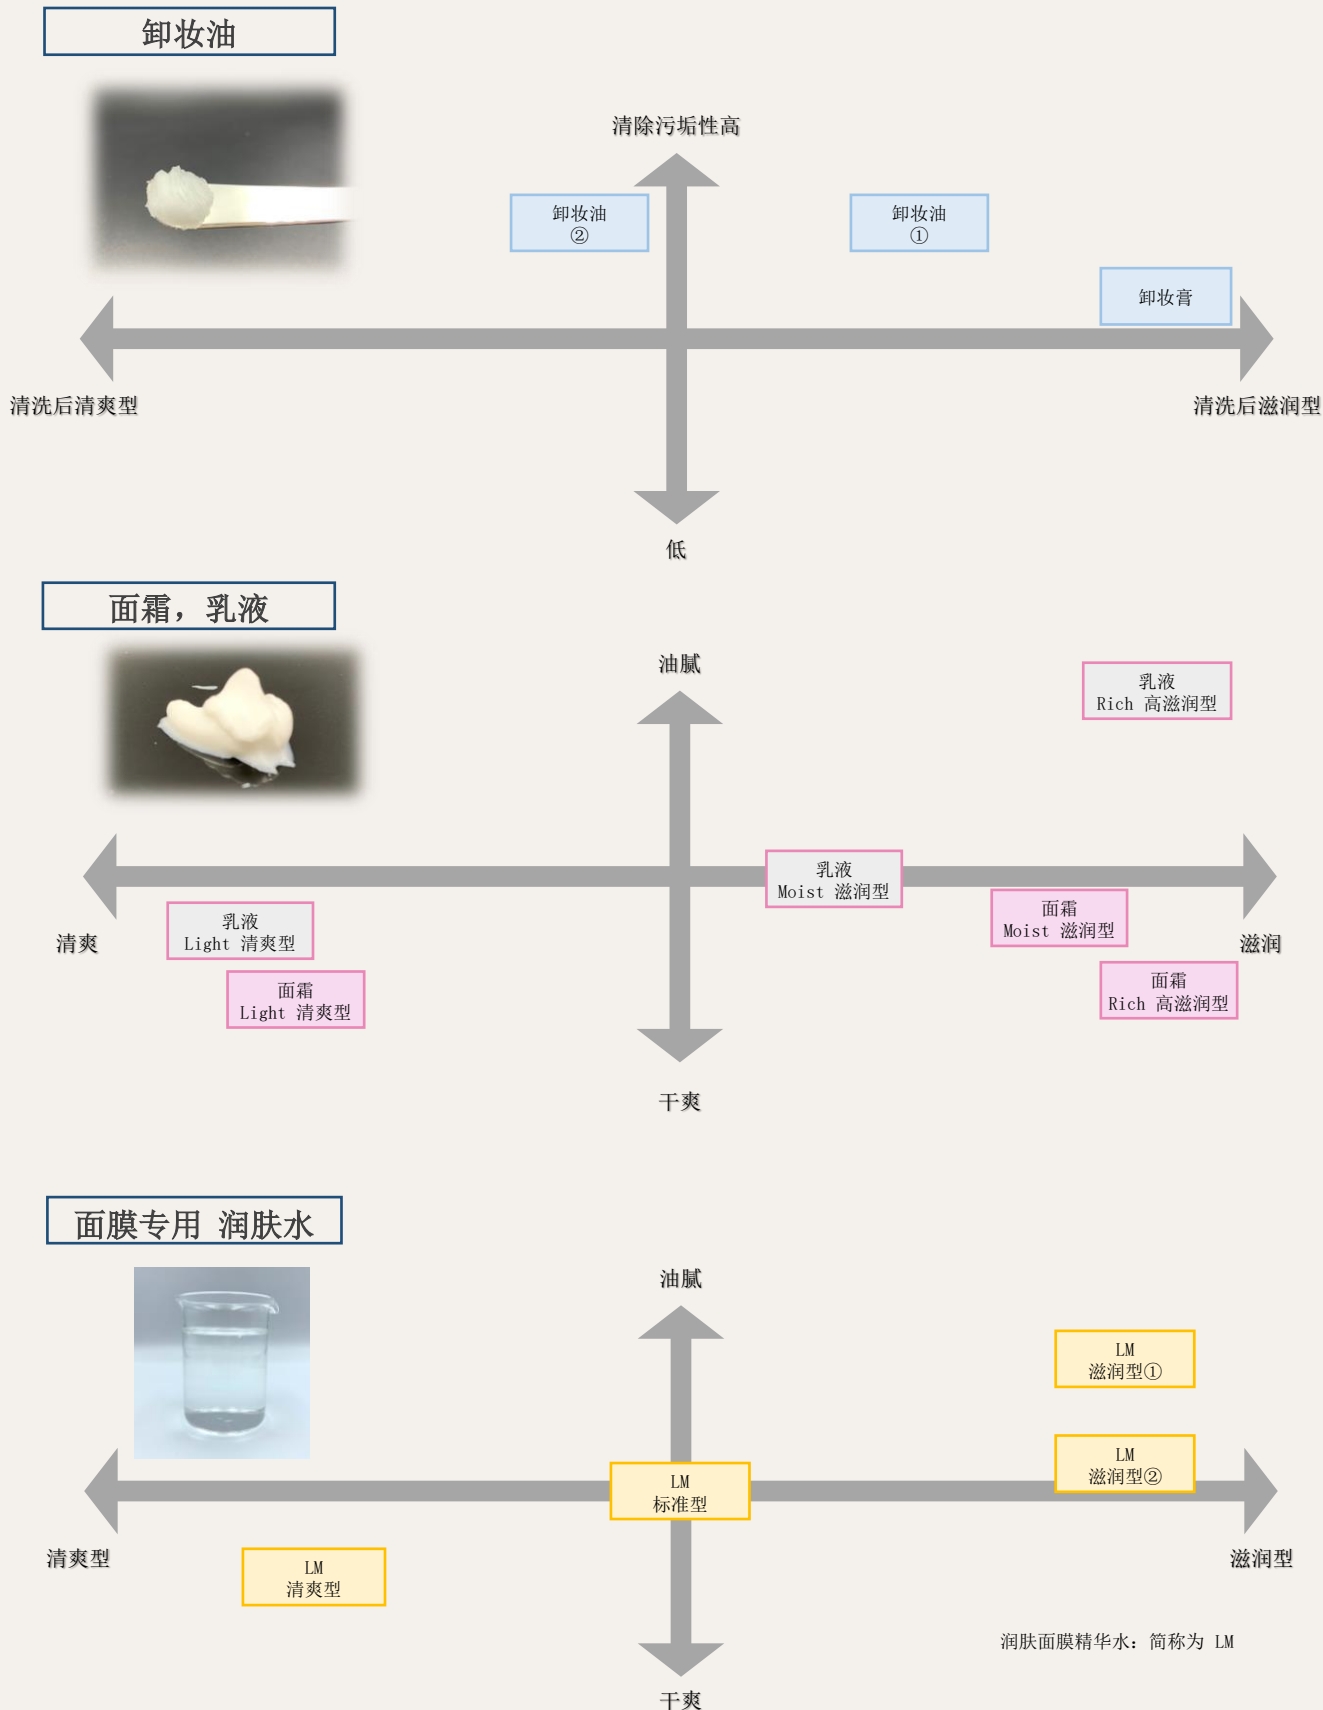 卸妆油
清除污垢性高
卸妆油
②
卸妆油
①
卸妆膏
清洗后清爽型
清洗后滋润型
低
面霜，乳液
油腻
乳液
Rich 高滋润型
乳液
Moist 滋润型
面霜
Moist 滋润型
乳液
Light 清爽型
清爽
滋润
面霜
Rich 高滋润型
面霜
Light 清爽型
干爽
面膜专用 润肤水
油腻
LM
滋润型①
LM
滋润型②
LM
标准型
清爽型
滋润型
LM
清爽型
润肤面膜精华水：简称为 LM
干爽